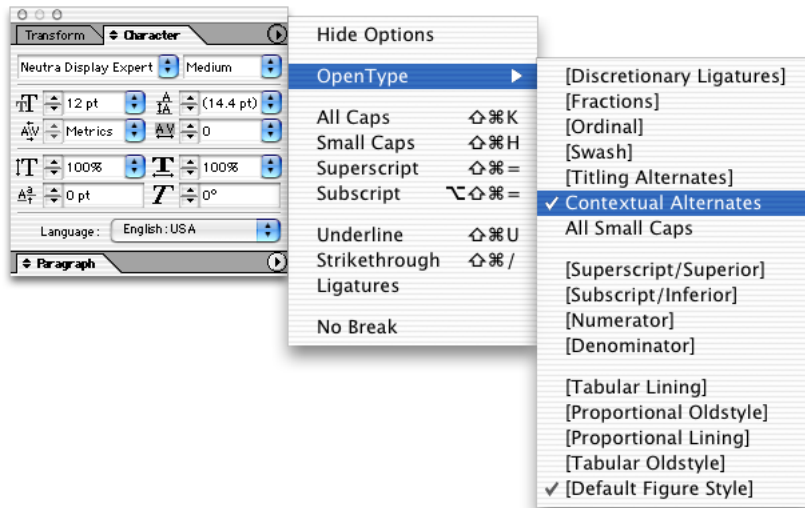 Transform
Character
Neutra Display Expert
Medium
12 pt
(14.4 pt)
Metrics
0
100%
100%
0 pt
0°
Language:
English: USA
Paragraph
Hide Options
OpenType
All Caps ⇧⌘K
Small Caps ⇧⌘H
Superscript ⇧⌘=
Subscript ⌥⇧⌘=
Underline ⇧⌘U
Strikethrough ⇧⌘/
Ligatures
No Break
[Discretionary Ligatures]
[Fractions]
[Ordinal]
[Swash]
[Titling Alternates]
✓ Contextual Alternates
All Small Caps
[Superscript/Superior]
[Subscript/Inferior]
[Numerator]
[Denominator]
[Tabular Lining]
[Proportional Oldstyle]
[Proportional Lining]
[Tabular Oldstyle]
✓ [Default Figure Style]